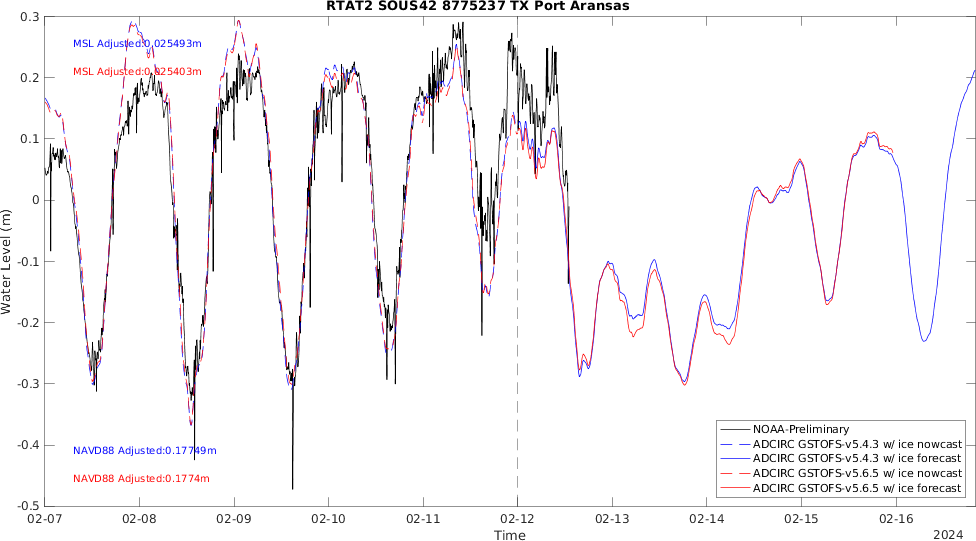 RTAT2 SOUS42 8775237 TX Port Aransas
0.3
0.2
0.1
0
-0.1
-0.2
-0.3
-0.4
-0.5
Water Level (m)
MSL Adjusted:0.025493m
MSL Adjusted:0.025403m
NAVD88 Adjusted:0.17749m
NAVD88 Adjusted:0.1774m
NOAA-Preliminary
ADCIRC GSTOFS-v5.4.3 w/ ice nowcast
ADCIRC GSTOFS-v5.4.3 w/ ice forecast
ADCIRC GSTOFS-v5.6.5 w/ ice nowcast
ADCIRC GSTOFS-v5.6.5 w/ ice forecast
02-07 02-08 02-09 02-10 02-11 02-12 02-13 02-14 02-15 02-16
Time
2024